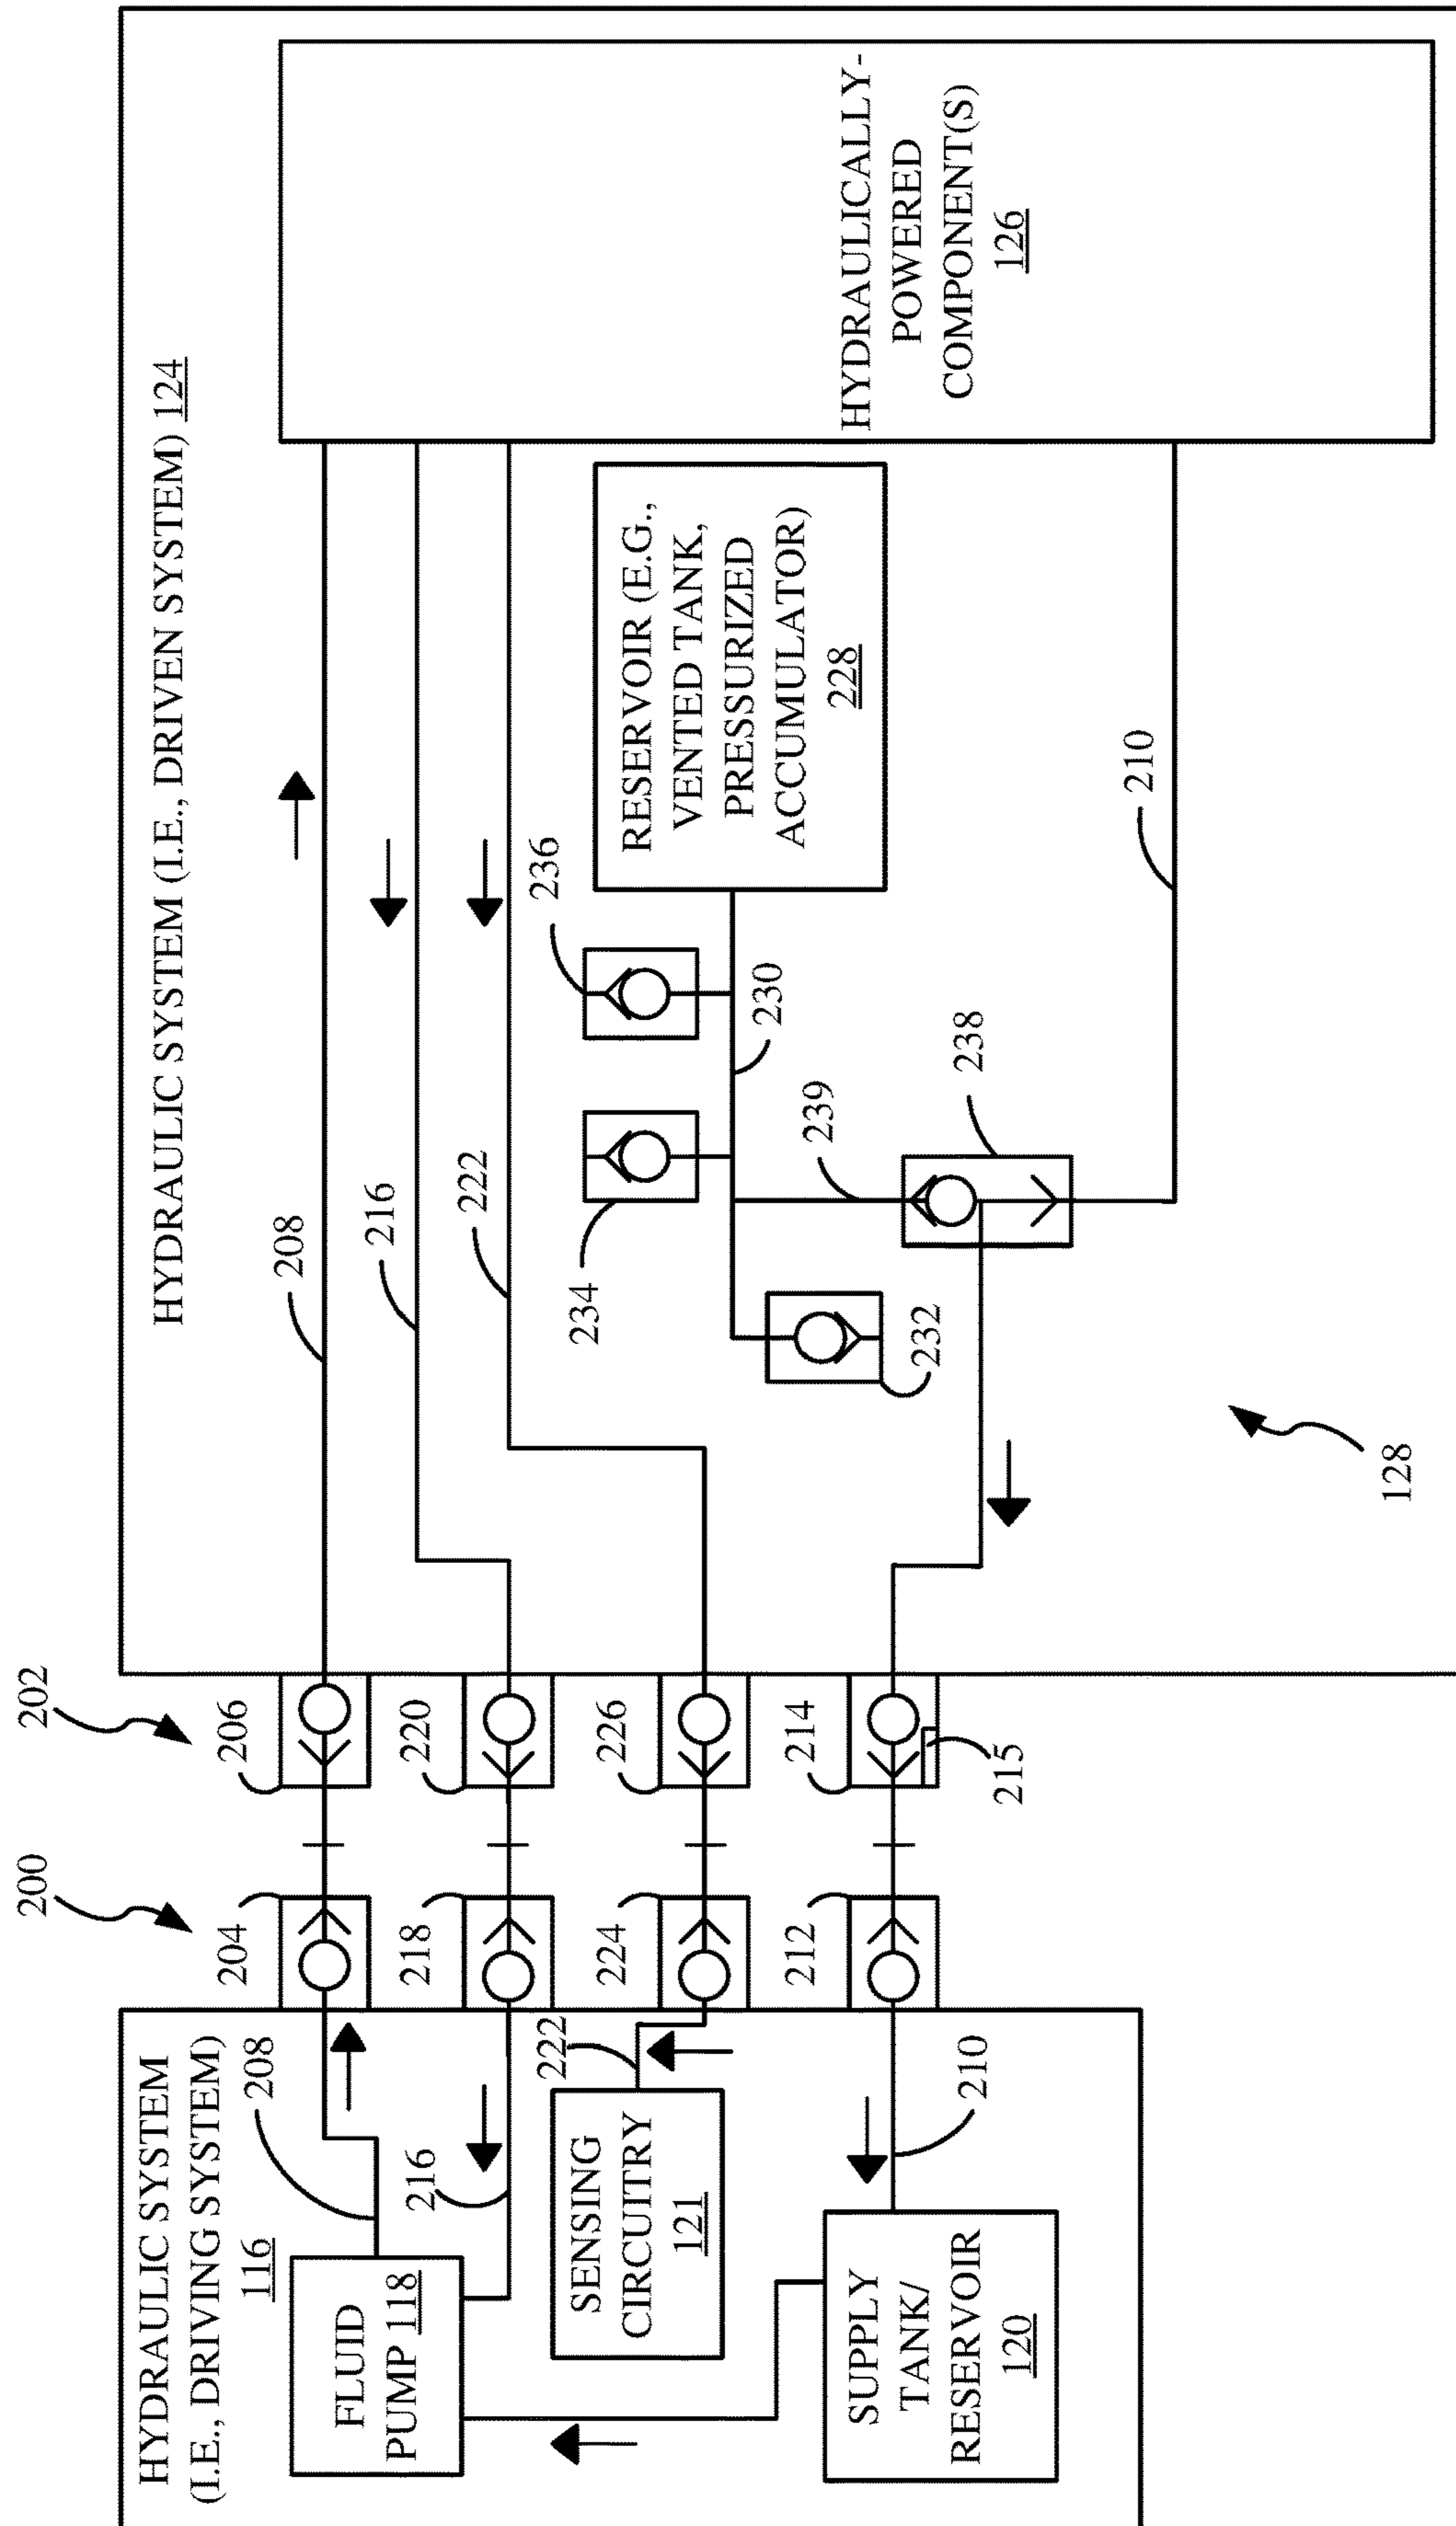 HYDRAULIC SYSTEM
(I.E., DRIVING SYSTEM)
116
FLUID
PUMP 118
208
216
SENSING
CIRCUITRY
121
222
SUPPLY
TANK/
RESERVOIR
120
210
200
204
218
224
212
202
206
220
226
214
215
HYDRAULIC SYSTEM (I.E., DRIVEN SYSTEM) 124
208
216
222
234
236
230
232
239
238
210
128
RESERVOIR (E.G.,
VENTED TANK,
PRESSURIZED
ACCUMULATOR)
228
HYDRAULICALLY-
POWERED
COMPONENT(S)
126